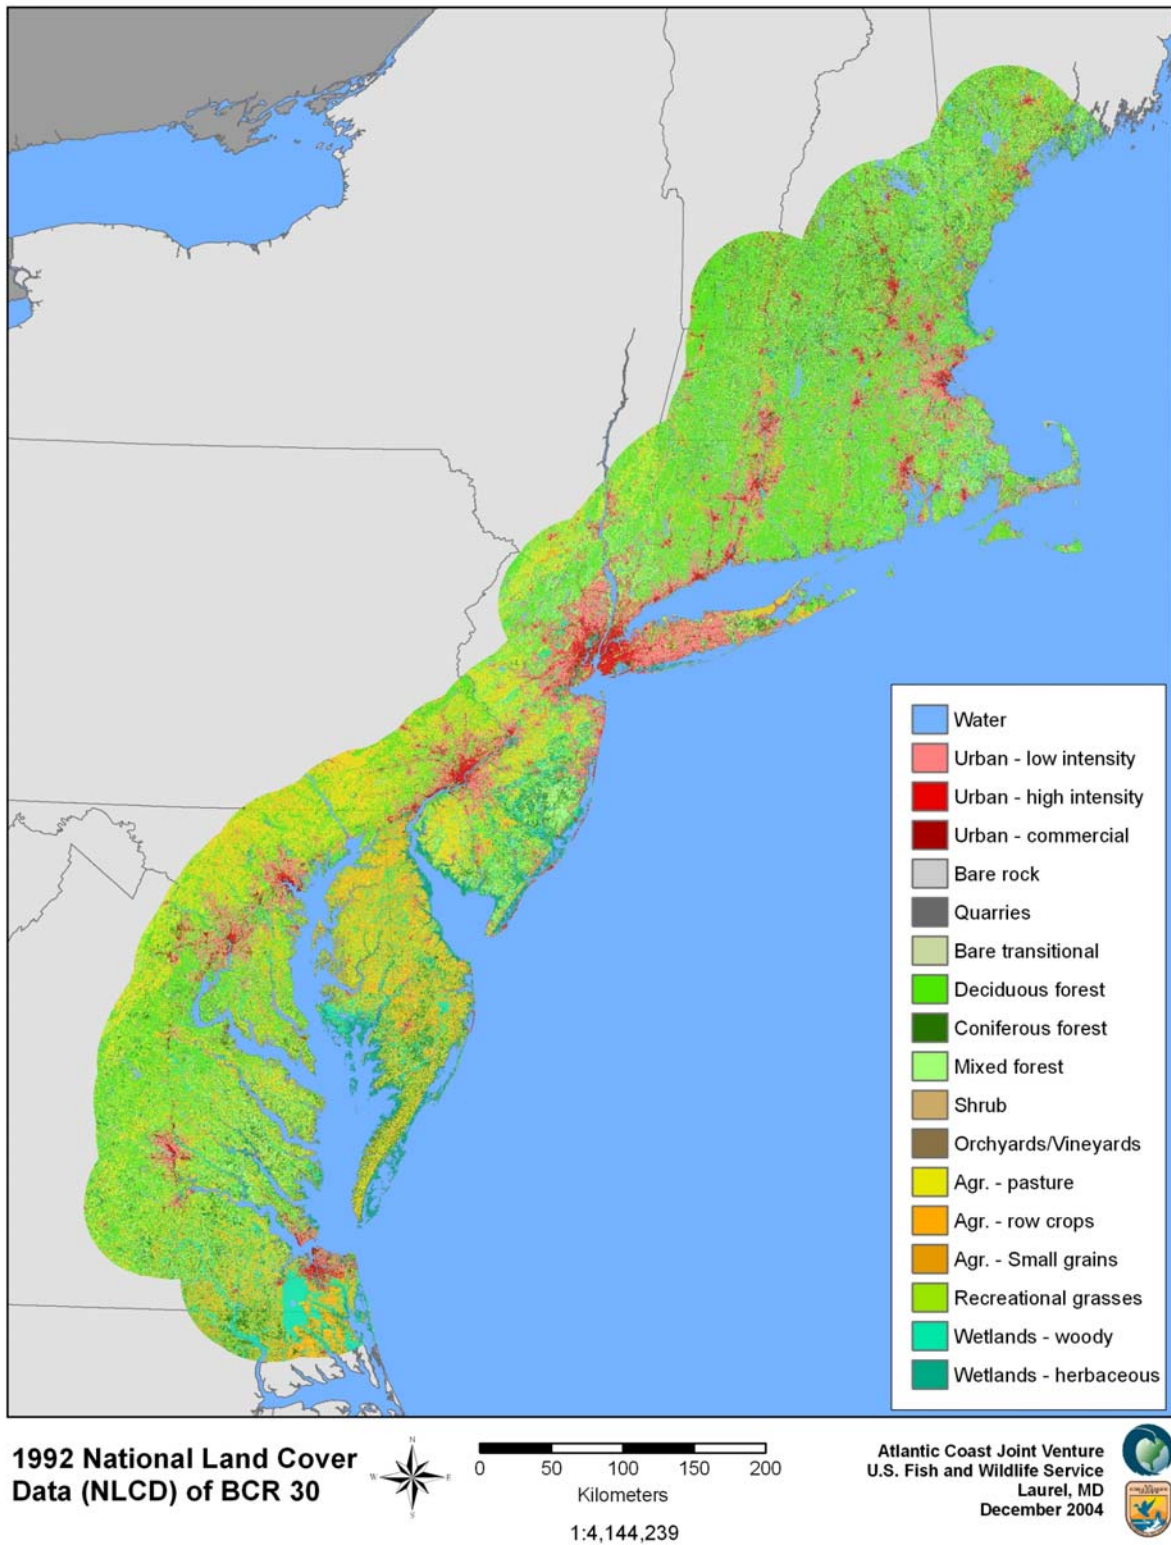 Water
Urban - low intensity
Urban - high intensity
Urban - commercial
Bare rock
Quarries
Bare transitional
Deciduous forest
Coniferous forest
Mixed forest
Shrub
Orchyards/Vineyards
Agr. - pasture
Agr. - row crops
Agr. - Small grains
Recreational grasses
Wetlands - woody
Wetlands - herbaceous
1992 National Land Cover
Data (NLCD) of BCR 30
N
W
E
S
0 50 100 150 200
Kilometers
1:4,144,239
Atlantic Coast Joint Venture
U.S. Fish and Wildlife Service
Laurel, MD
December 2004